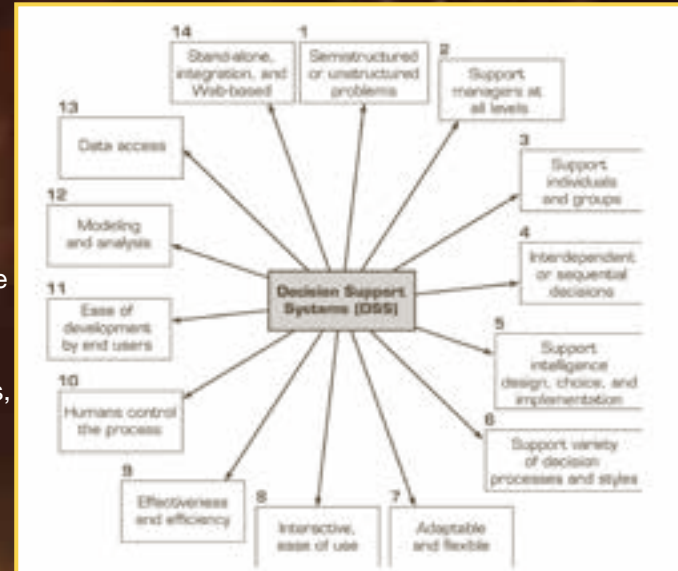 14
Stand-alone,
integration, and
Web-based
1
Semistructured
or unstructured
problems
2
Support
managers at
all levels
3
Support
individuals
and groups
4
Interdependent
or sequential
decisions
5
Support
intelligence
design, choice, and
implementation
6
Support variety
of decision
processes and styles
7
Adaptable
and flexible
8
Interactive,
ease of use
9
Effectiveness
and efficiency
10
Humans control
the process
11
Ease of
development
by end users
12
Modeling
and analysis
13
Data access
Decision Support
Systems (DSS)